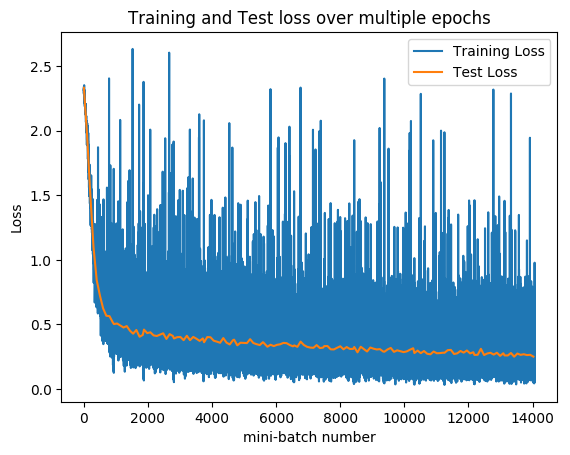 Training and Test loss over multiple epochs
Training Loss
Test Loss
2.5
2.0
1.5
1.0
0.5
0.0
Loss
0 2000 4000 6000 8000 10000 12000 14000
mini-batch number